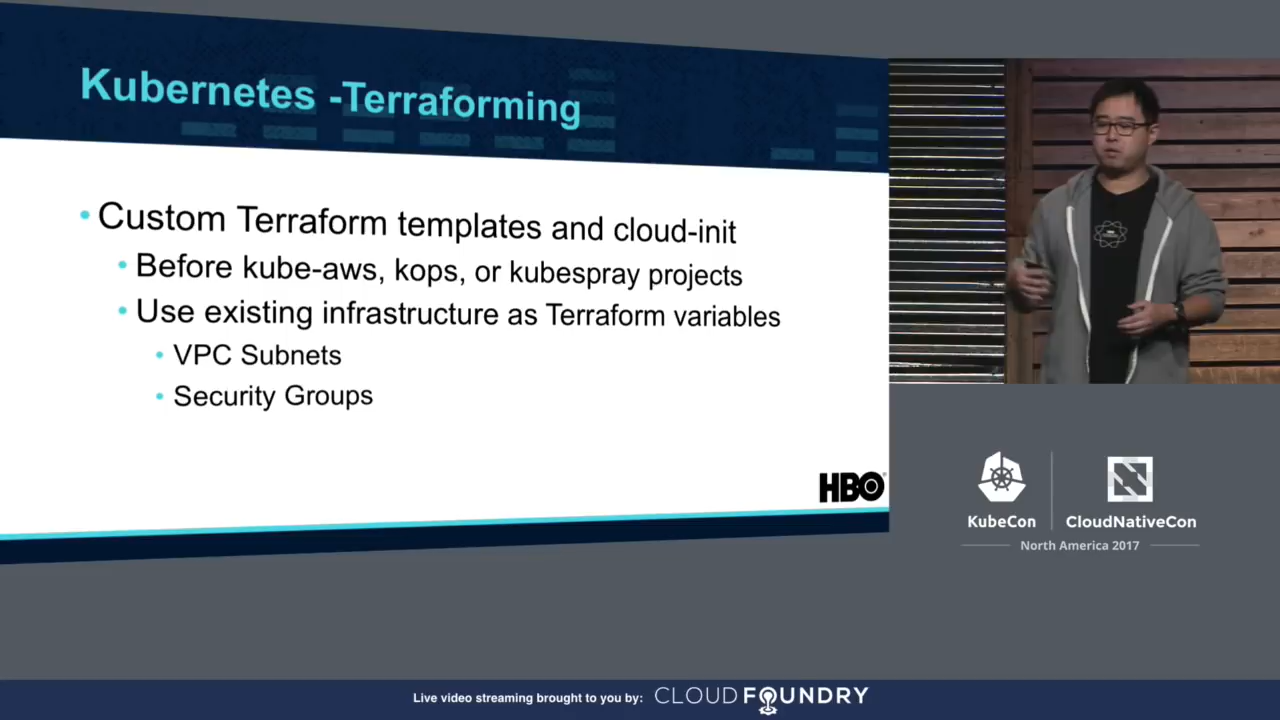 Kubernetes -Terraforming
• Custom Terraform templates and cloud-init
• Before kube-aws, kops, or kubespray projects
• Use existing infrastructure as Terraform variables
• VPC Subnets
• Security Groups
HBO
KubeCon
CloudNativeCon
North America 2017
Live video streaming brought to you by: CLOUD FOUNDRY